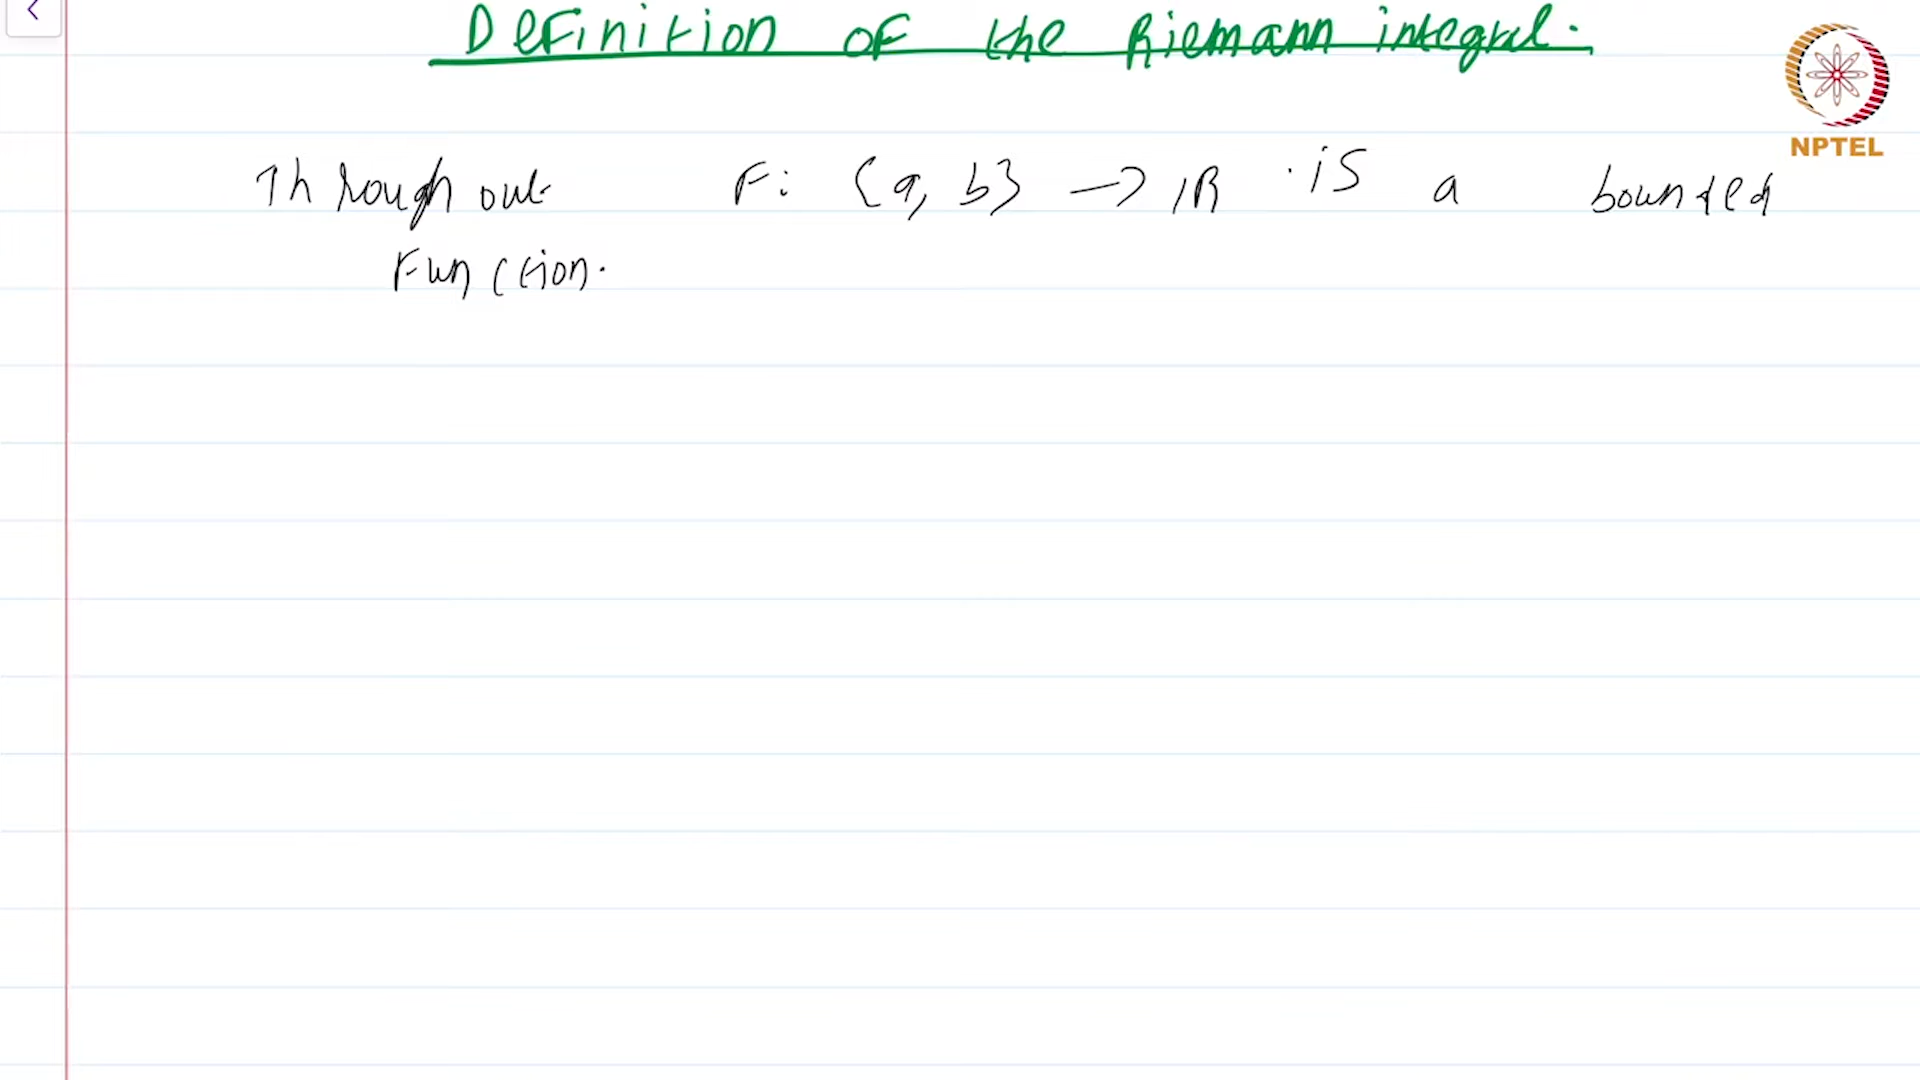 Definition of the Riemann integral.
NPTEL
Throughout F: [a, b] → ℝ is a bounded
Function.